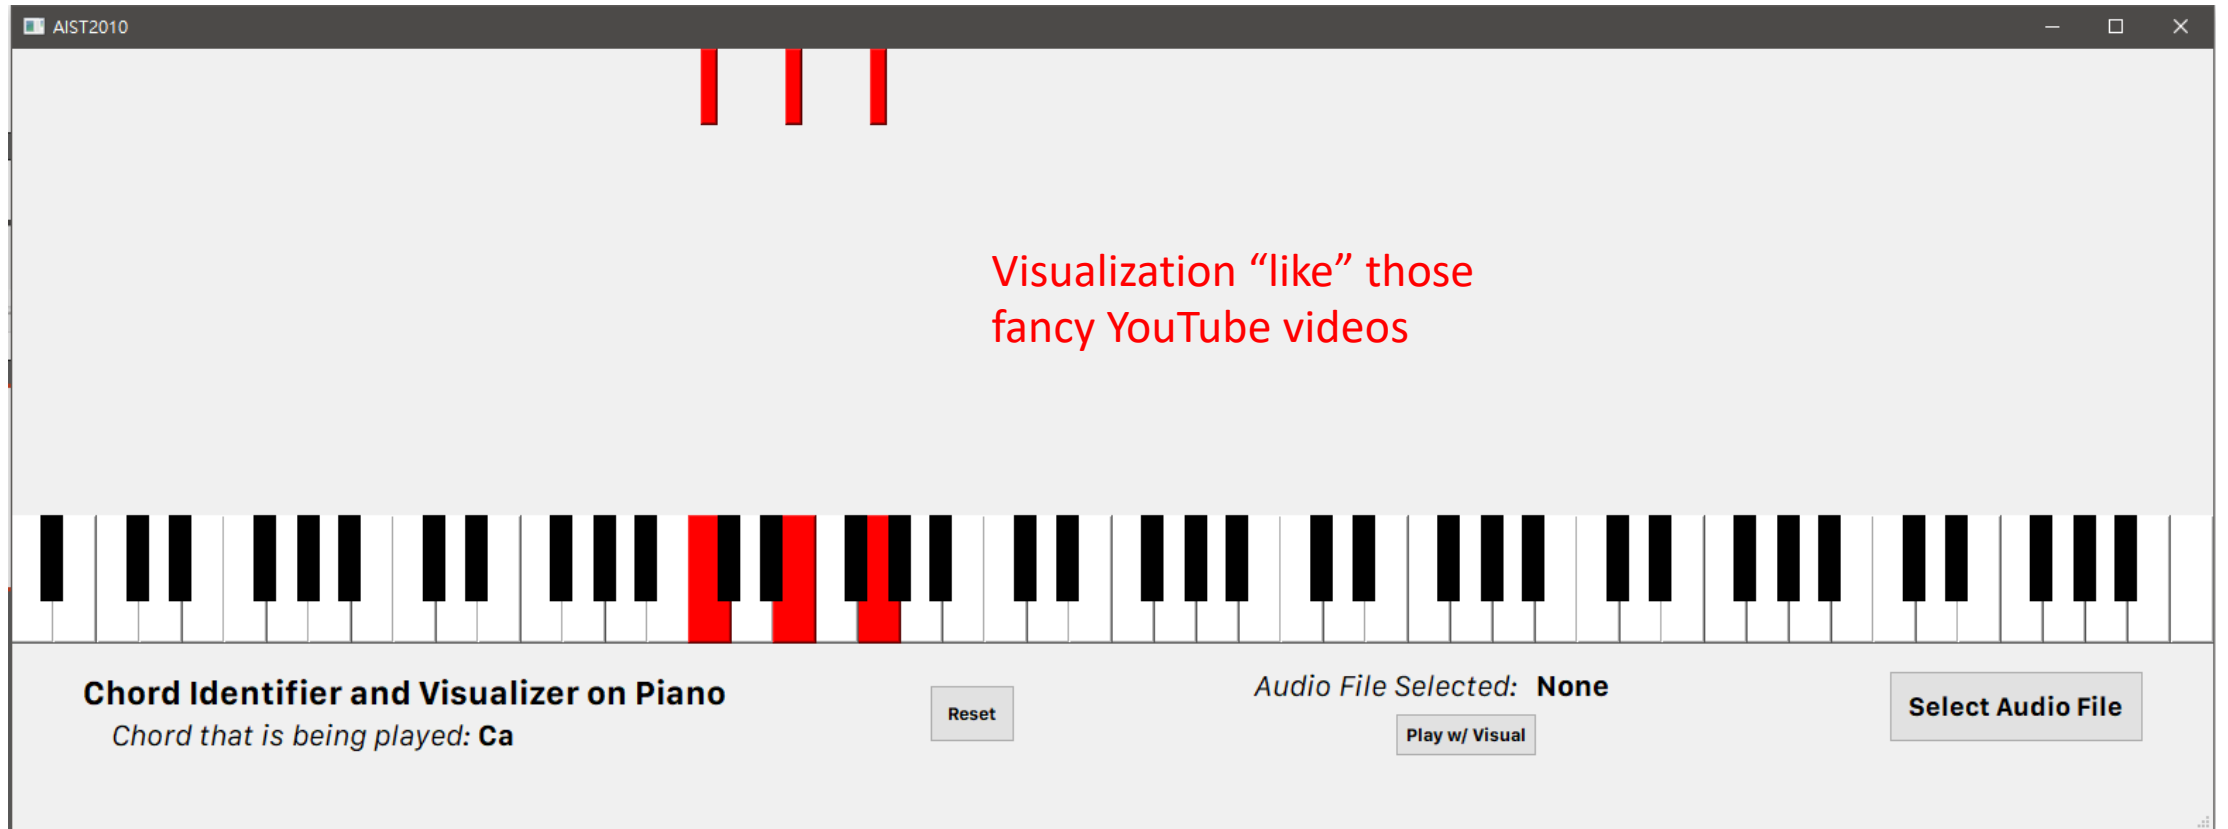 AIST2010
Visualization “like” those
fancy YouTube videos
Chord Identifier and Visualizer on Piano
Chord that is being played: Ca
Reset
Audio File Selected: None
Play w/ Visual
Select Audio File